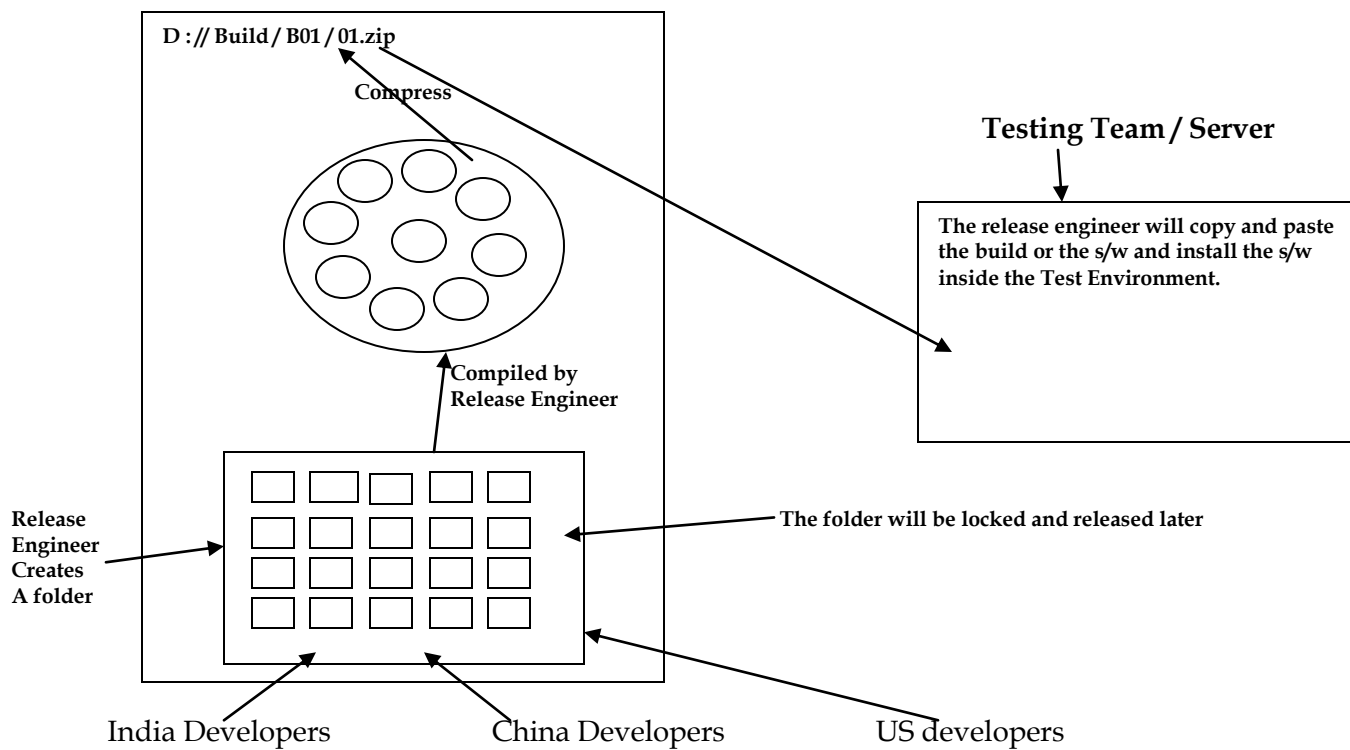 D : // Build / B01 / 01.zip
Compress
Testing Team / Server
The release engineer will copy and paste
the build or the s/w and install the s/w
inside the Test Environment.
Compiled by
Release Engineer
Release
Engineer
Creates
A folder
The folder will be locked and released later
India Developers
China Developers
US developers